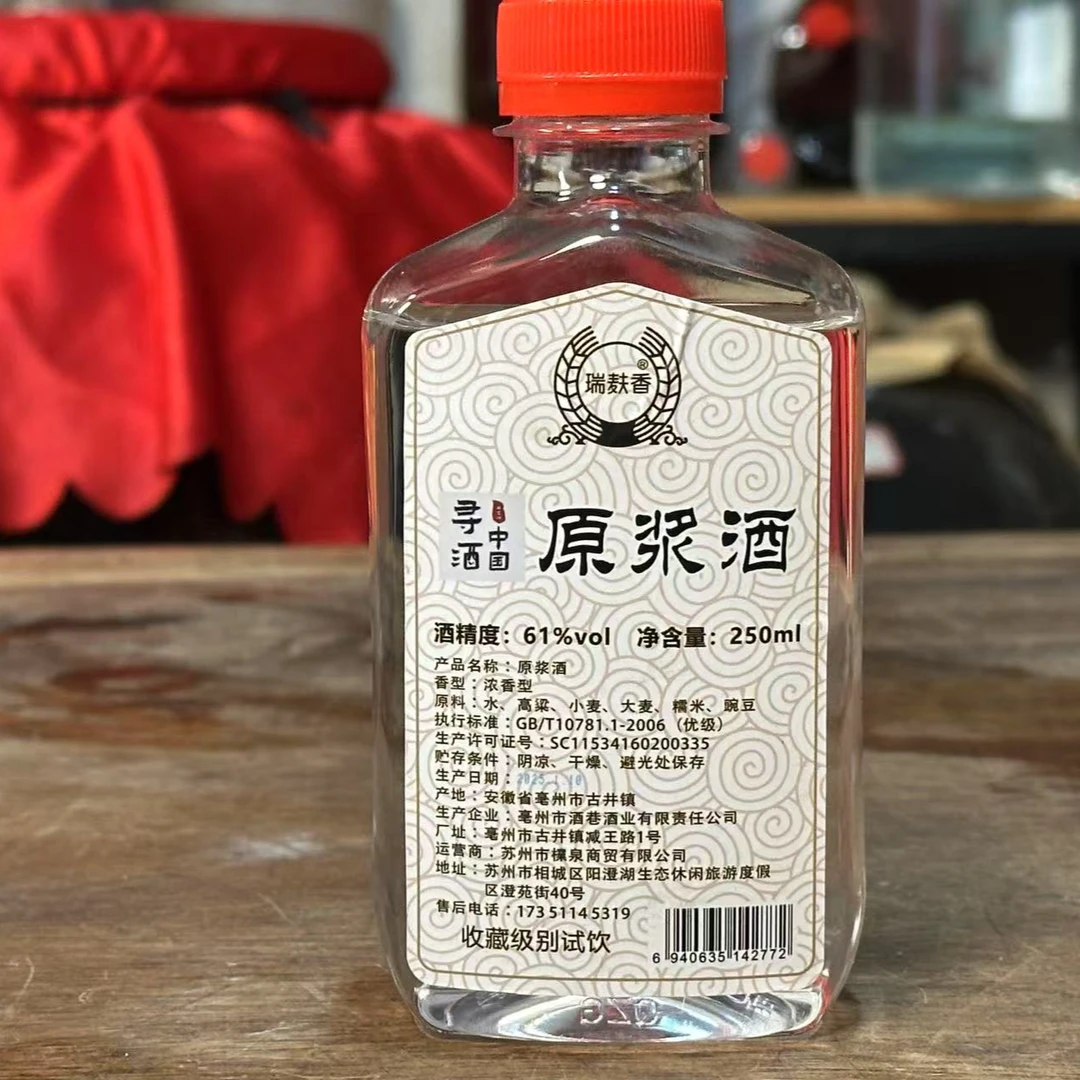 瑞麸香®
寻酒
中国
原浆酒
酒精度：61%vol 净含量：250ml
产品名称：原浆酒
香型：浓香型
原料：水、高粱、小麦、大麦、糯米、豌豆
执行标准：GB/T10781.1-2006（优级）
生产许可证号：SC11534160200335
贮存条件：阴凉、干燥、避光处保存
生产日期：2025.1.10
产地：安徽省亳州市古井镇
生产企业：亳州市酒巷酒业有限责任公司
厂址：亳州市古井镇减王路1号
运营商：苏州市檏泉商贸有限公司
地址：苏州市相城区阳澄湖生态休闲旅游度假
区澄苑街40号
售后电话：17351145319
收藏级别试饮
6 940635 142772